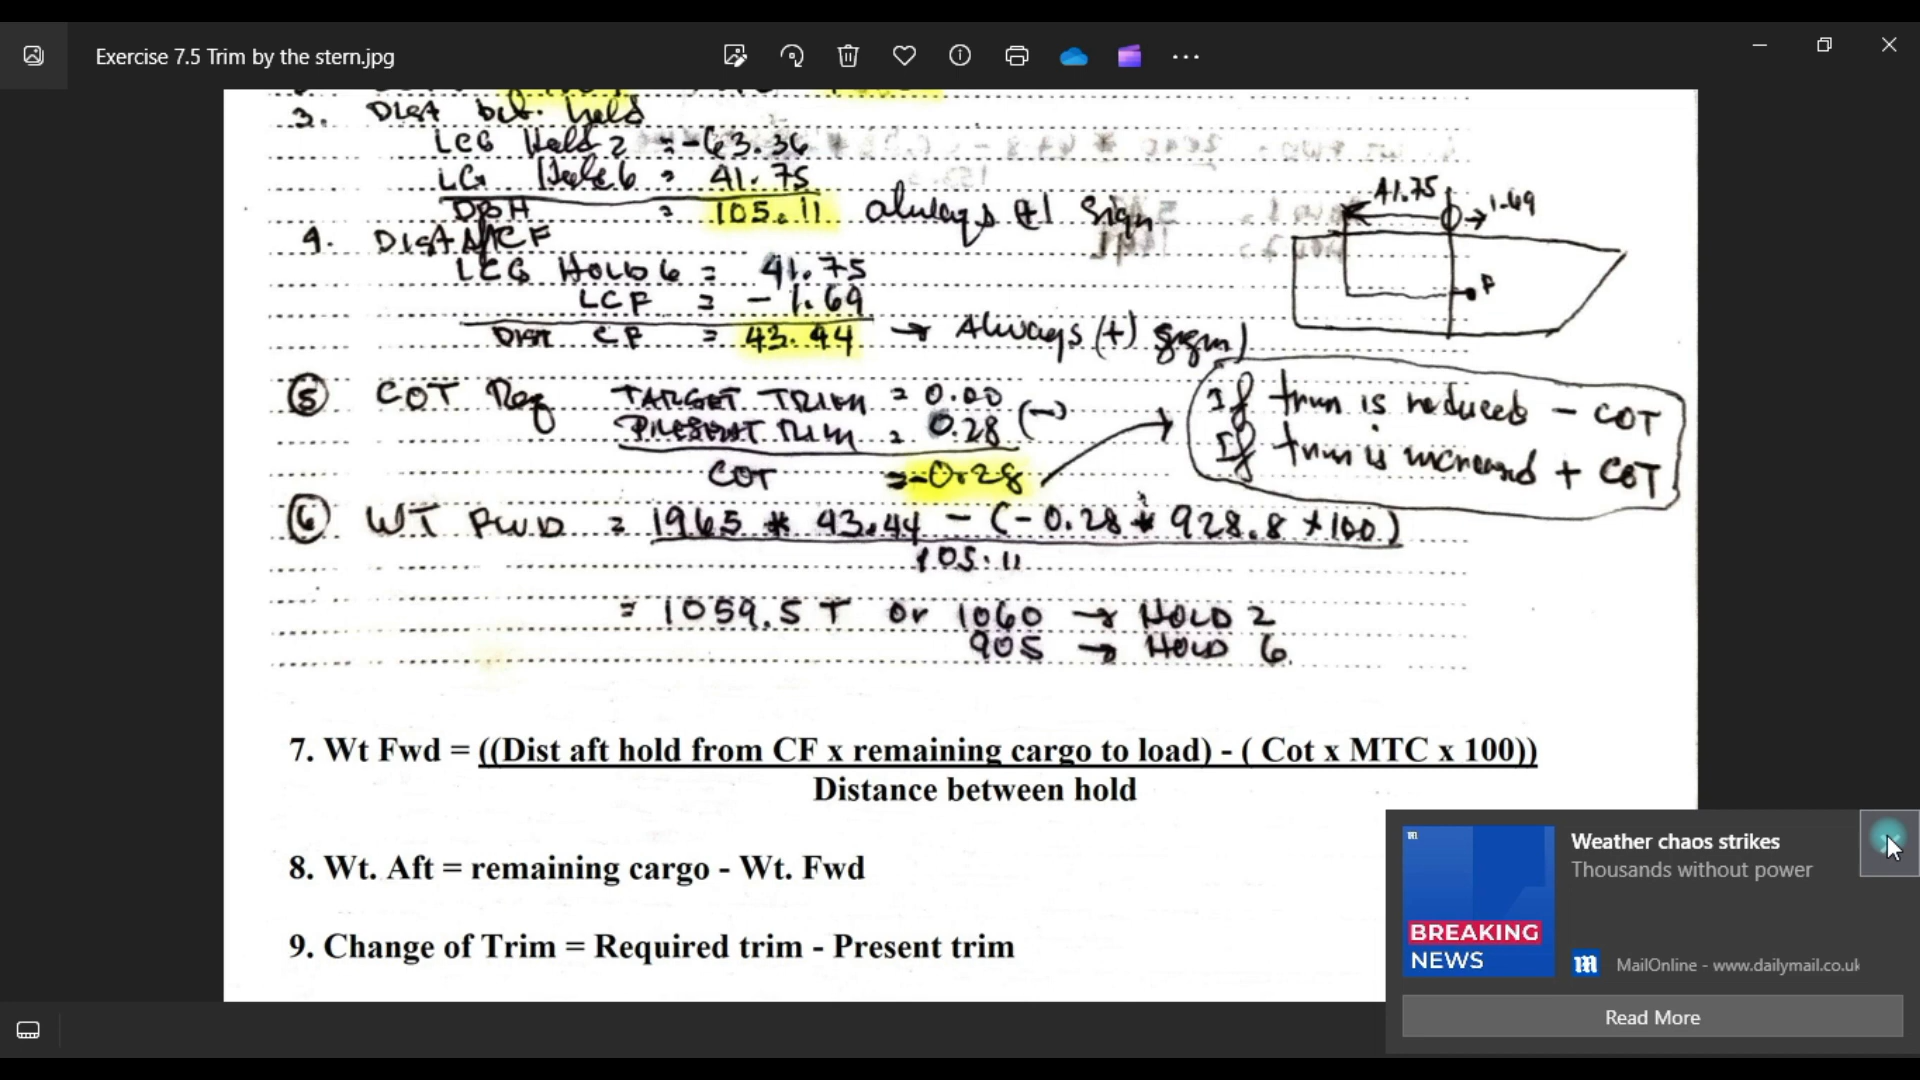 Exercise 7.5 Trim by the stern.jpg
3. Dist bet. hold
LCG Hold 2 = -63.36
LCG Hold 6 = 41.75
DBH = 105.11 always (+) sign
4. Dist A/CF
LCG HOLD 6 = 41.75
LCF = - 1.69
DIST CF = 43.44 → Always (+) sign)
41.75
1.69
F
5 COT Req TARGET TRIM = 0.00
PRESENT TRIM = 0.28 (-)
COT = -0.28
If trim is reduced - COT
If trim is increased + COT
6 WT FWD = 1965 * 43.44 - (-0.28 * 928.8 * 100)
105.11
= 1059.5 T or 1060 → HOLD 2
905 → HOLD 6.
7. Wt Fwd = ((Dist aft hold from CF x remaining cargo to load) - ( Cot x MTC x 100))
Distance between hold
8. Wt. Aft = remaining cargo - Wt. Fwd
9. Change of Trim = Required trim - Present trim
Weather chaos strikes
Thousands without power
BREAKING
NEWS
m MailOnline - www.dailymail.co.uk
Read More